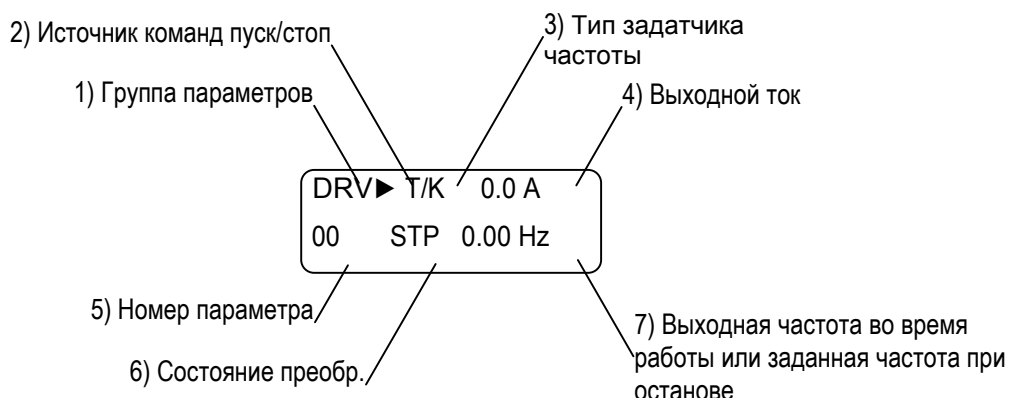 2) Источник команд пуск/стоп
3) Тип задатчика
частоты
1) Группа параметров
4) Выходной ток
DRV▶ T/K 0.0 A
00 STP 0.00 Hz
5) Номер параметра
6) Состояние преобр.
7) Выходная частота во время
работы или заданная частота при
останове